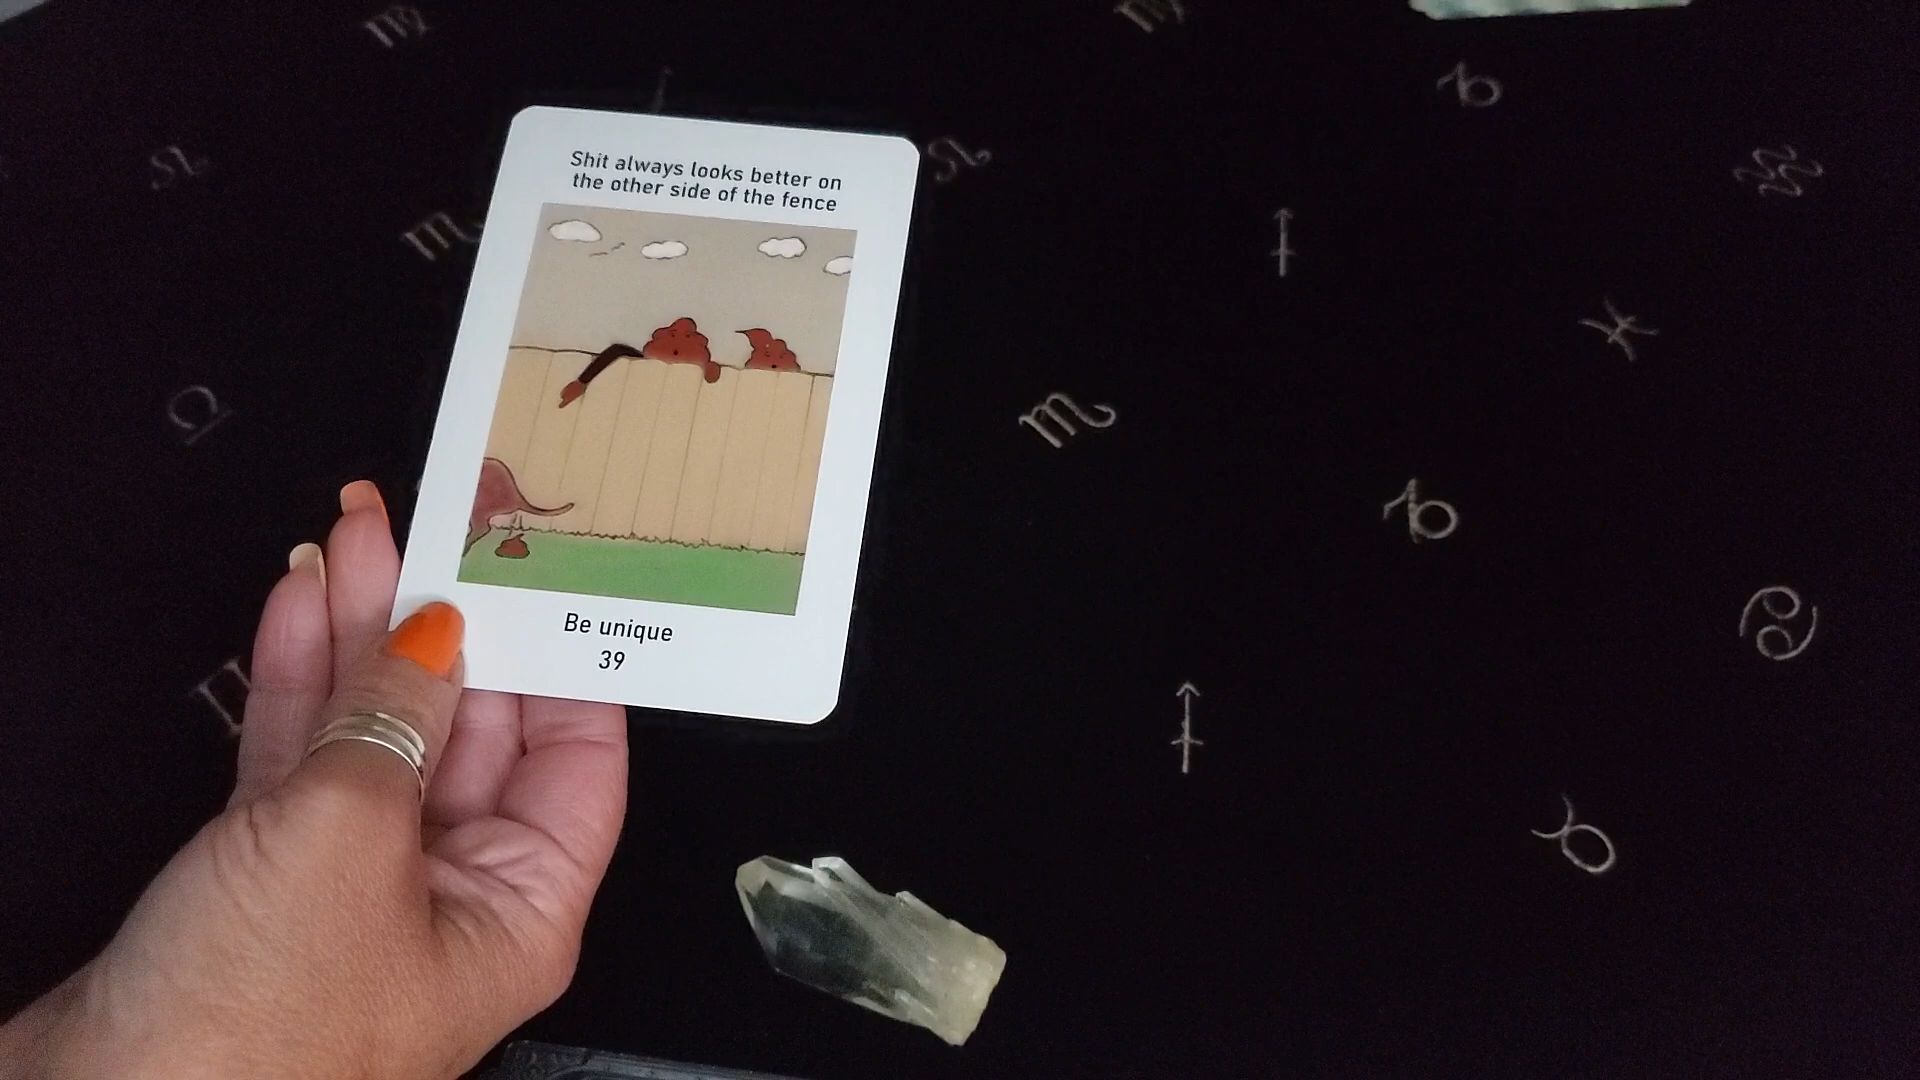 Shit always looks better on
the other side of the fence
Be unique
39